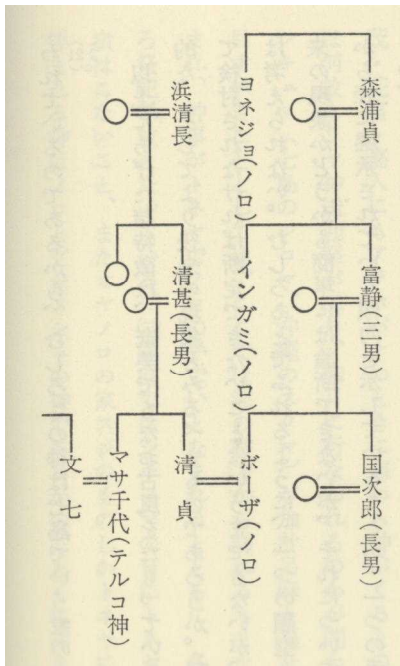 森浦貞
ヨネジョ(ノロ)
浜清長
富静(三男)
インガミ(ノロ)
清甚(長男)
国次郎(長男)
ボーザ(ノロ)
清貞
マサ千代(テルコ神)
文七